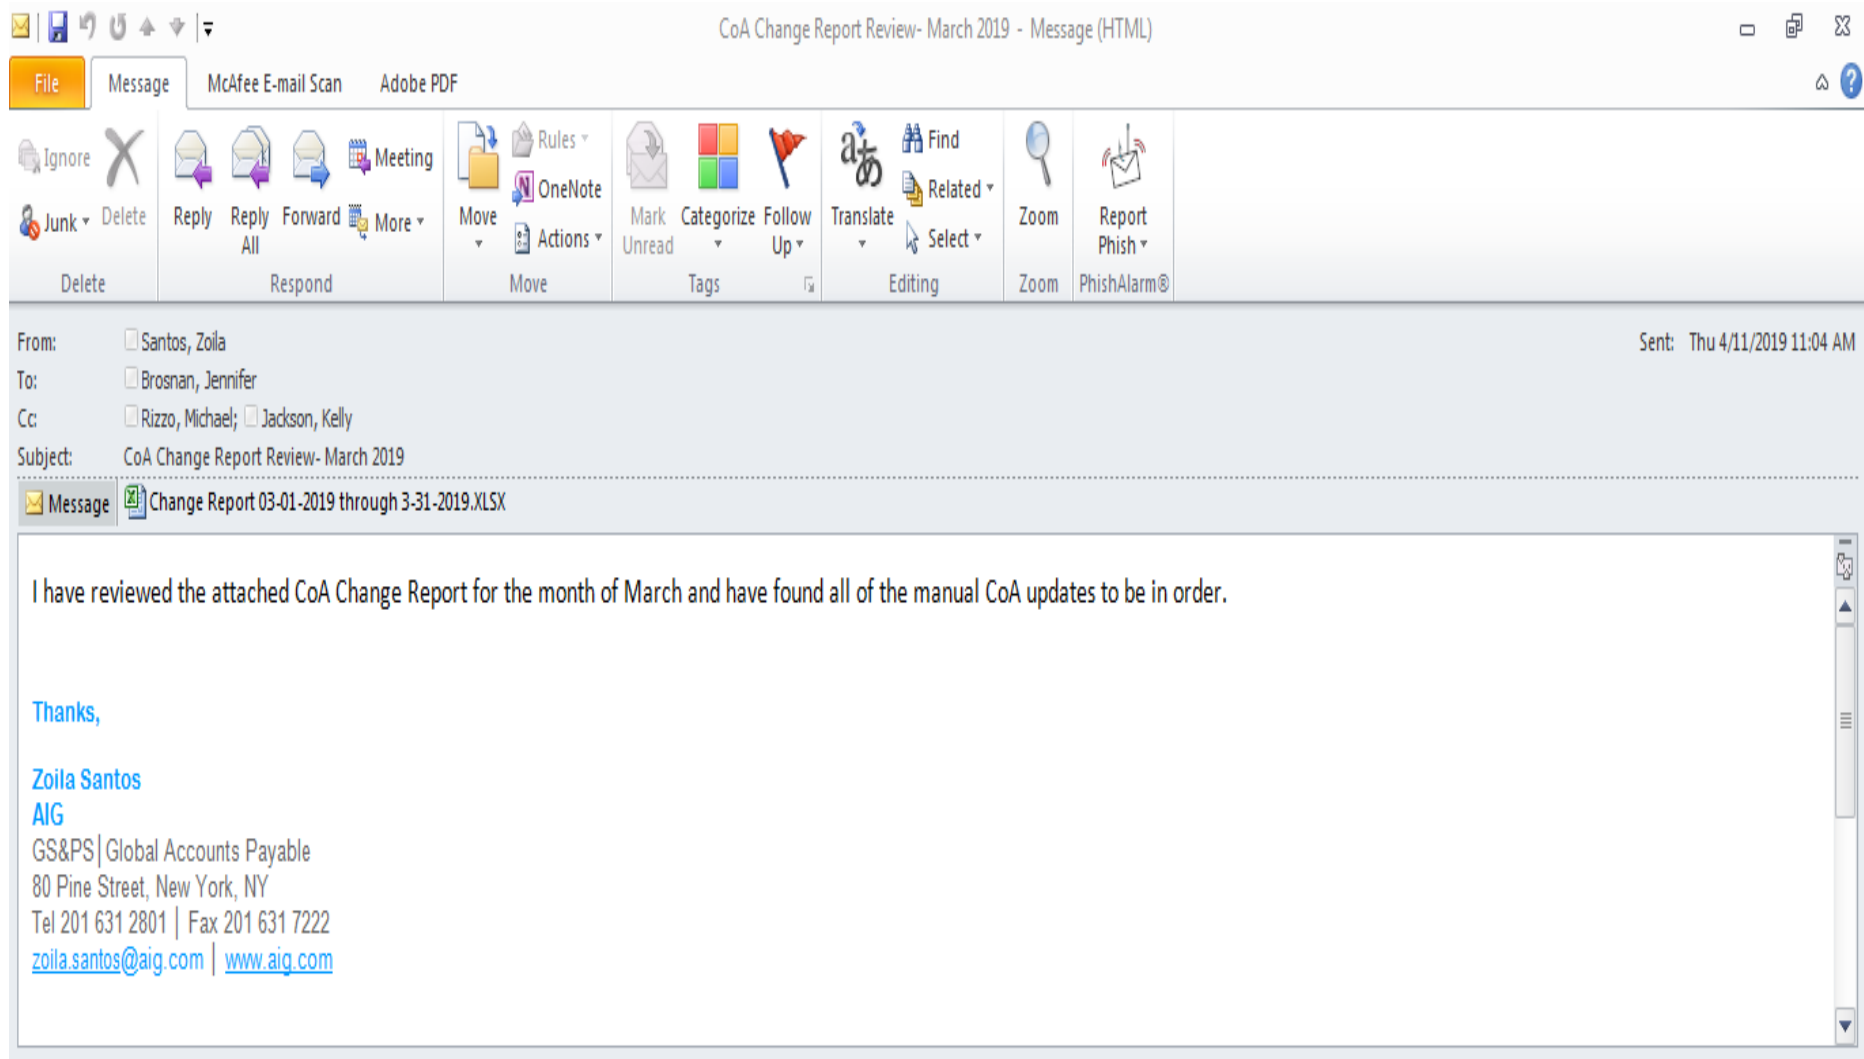 CoA Change Report Review- March 2019 - Message (HTML)
File Message McAfee E-mail Scan Adobe PDF
Ignore
Junk
Delete
Delete
Reply
Reply All
Forward
Meeting
More
Respond
Move
Rules
OneNote
Actions
Move
Mark Unread
Categorize
Follow Up
Tags
Translate
Find
Related
Select
Editing
Zoom
Zoom
Report Phish
PhishAlarm®
From: Santos, Zoila
Sent: Thu 4/11/2019 11:04 AM
To: Brosnan, Jennifer
Cc: Rizzo, Michael; Jackson, Kelly
Subject: CoA Change Report Review- March 2019
Message Change Report 03-01-2019 through 3-31-2019.XLSX
I have reviewed the attached CoA Change Report for the month of March and have found all of the manual CoA updates to be in order.
Thanks,
Zoila Santos
AIG
GS&PS|Global Accounts Payable
80 Pine Street, New York, NY
Tel 201 631 2801 | Fax 201 631 7222
zoila.santos@aig.com | www.aig.com